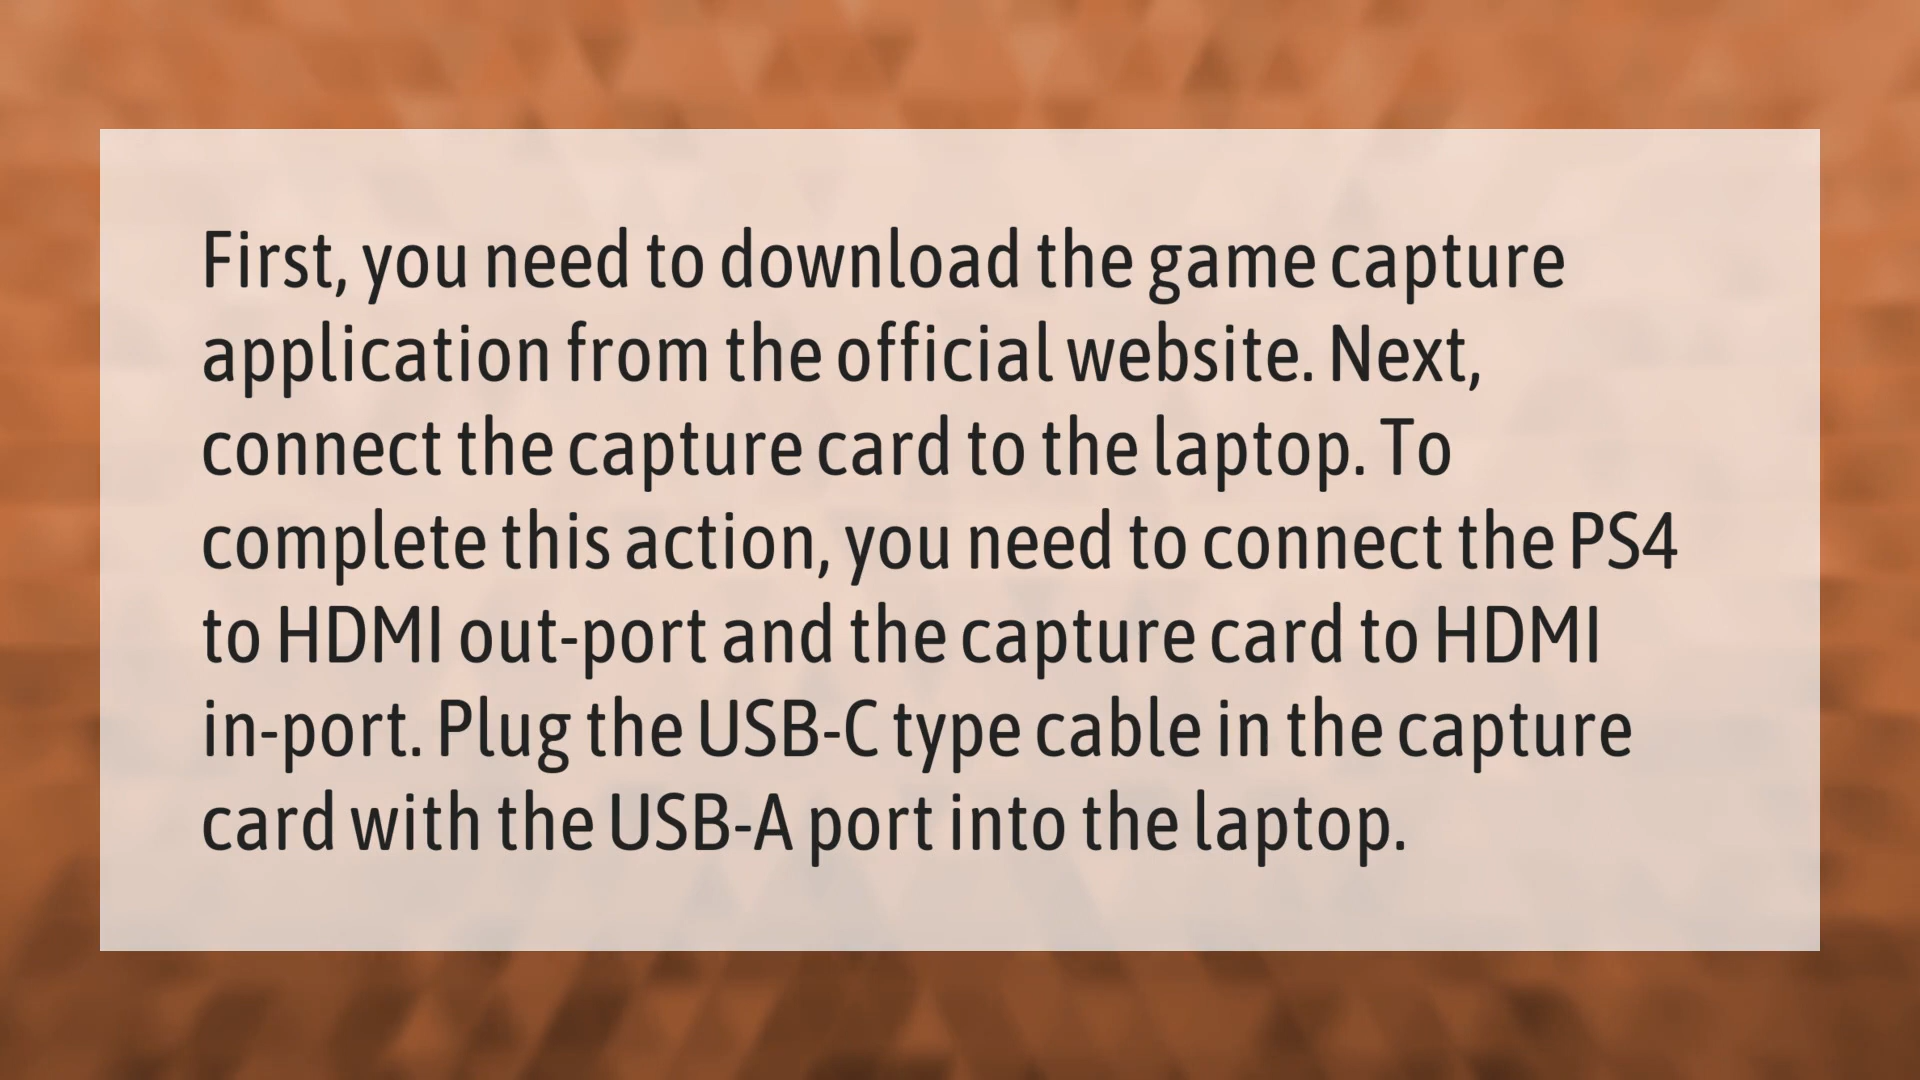 First, you need to download the game capture
application from the official website. Next,
connect the capture card to the laptop. To
complete this action, you need to connect the PS4
to HDMI out-port and the capture card to HDMI
in-port. Plug the USB-C type cable in the capture
card with the USB-A port into the laptop.